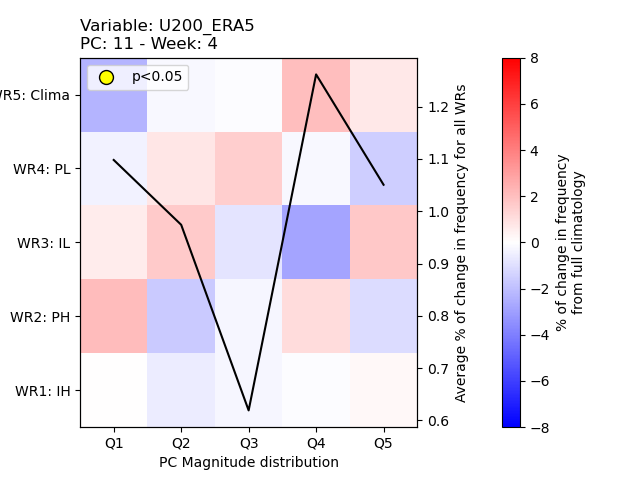 Variable: U200_ERA5
PC: 11 - Week: 4
p<0.05
WR5: Clima
WR4: PL
WR3: IL
WR2: PH
WR1: IH
Q1 Q2 Q3 Q4 Q5
PC Magnitude distribution
1.2
1.1
1.0
0.9
0.8
0.7
0.6
Average % of change in frequency for all WRs
8
6
4
2
0
−2
−4
−6
−8
% of change in frequency
from full climatology